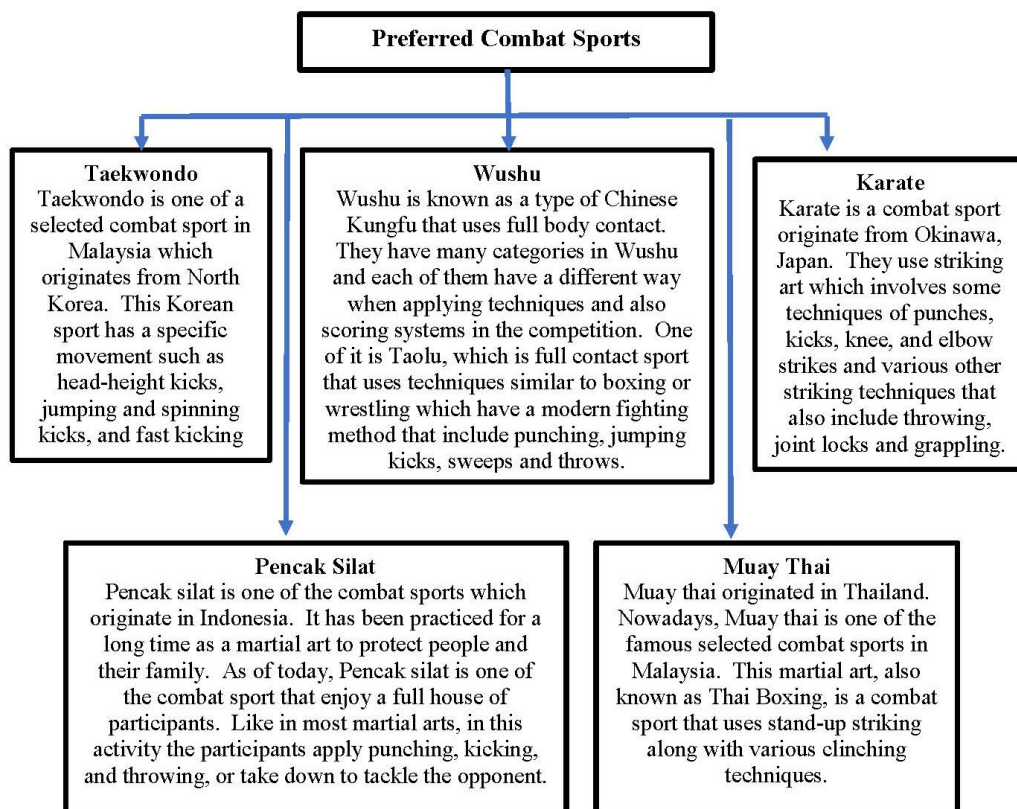 Preferred Combat Sports
Taekwondo
Taekwondo is one of a
selected combat sport in
Malaysia which
originates from North
Korea.  This Korean
sport has a specific
movement such as
head-height kicks,
jumping and spinning
kicks, and fast kicking
Wushu
Wushu is known as a type of Chinese
Kungfu that uses full body contact.
They have many categories in Wushu
and each of them have a different way
when applying techniques and also
scoring systems in the competition.  One
of it is Taolu, which is full contact sport
that uses techniques similar to boxing or
wrestling which have a modern fighting
method that include punching, jumping
kicks, sweeps and throws.
Karate
Karate is a combat sport
originate from Okinawa,
Japan.  They use striking
art which involves some
techniques of punches,
kicks, knee, and elbow
strikes and various other
striking techniques that
also include throwing,
joint locks and grappling.
Pencak Silat
Pencak silat is one of the combat sports which
originate in Indonesia.  It has been practiced for a
long time as a martial art to protect people and
their family.  As of today, Pencak silat is one of
the combat sport that enjoy a full house of
participants.  Like in most martial arts, in this
activity the participants apply punching, kicking,
and throwing, or take down to tackle the opponent.
Muay Thai
Muay thai originated in Thailand.
Nowadays, Muay thai is one of the
famous selected combat sports in
Malaysia.  This martial art, also
known as Thai Boxing, is a combat
sport that uses stand-up striking
along with various clinching
techniques.